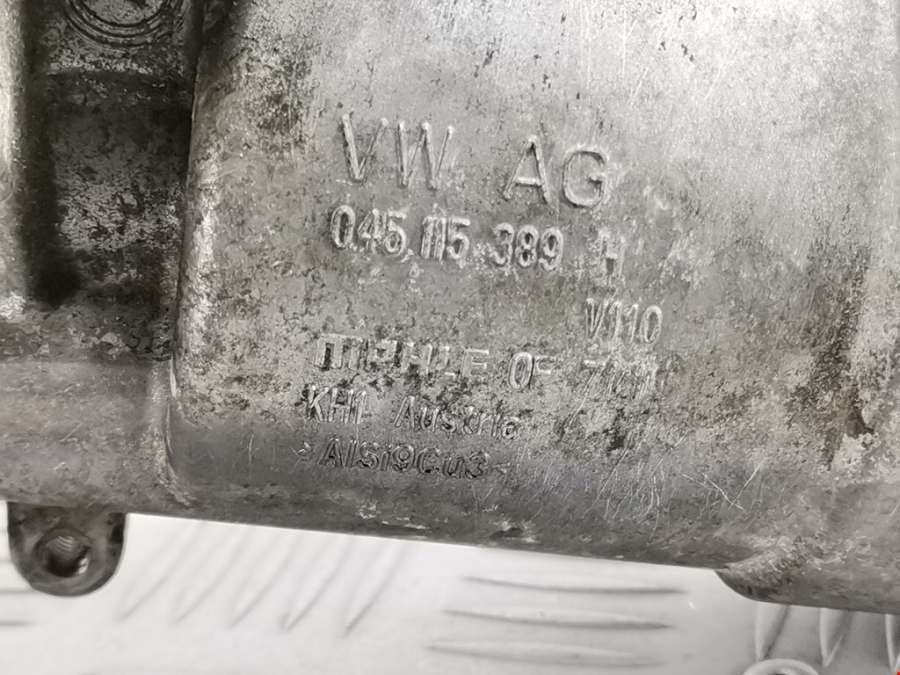 VW AG
045.115.389 H
V110
MAHLE OF
KH1 Austria
>AlSi9Cu3<